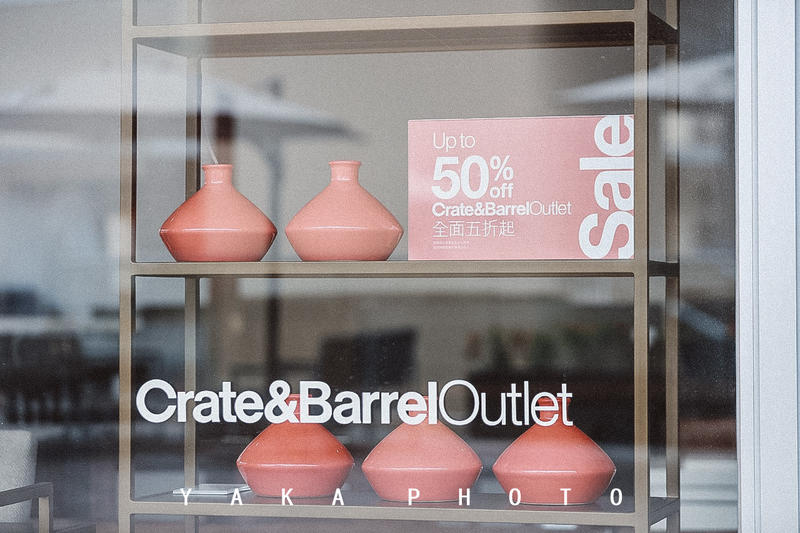 Up to
50% off
Crate&BarrelOutlet
全面五折起
Sale
Crate&BarrelOutlet
YAKA PHOTO